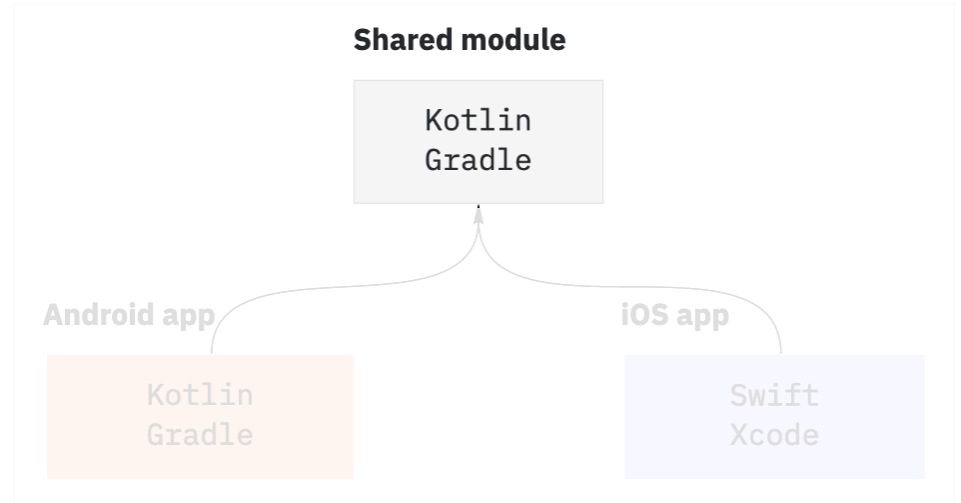 Shared module
Kotlin
Gradle
Android app
Kotlin
Gradle
iOS app
Swift
Xcode